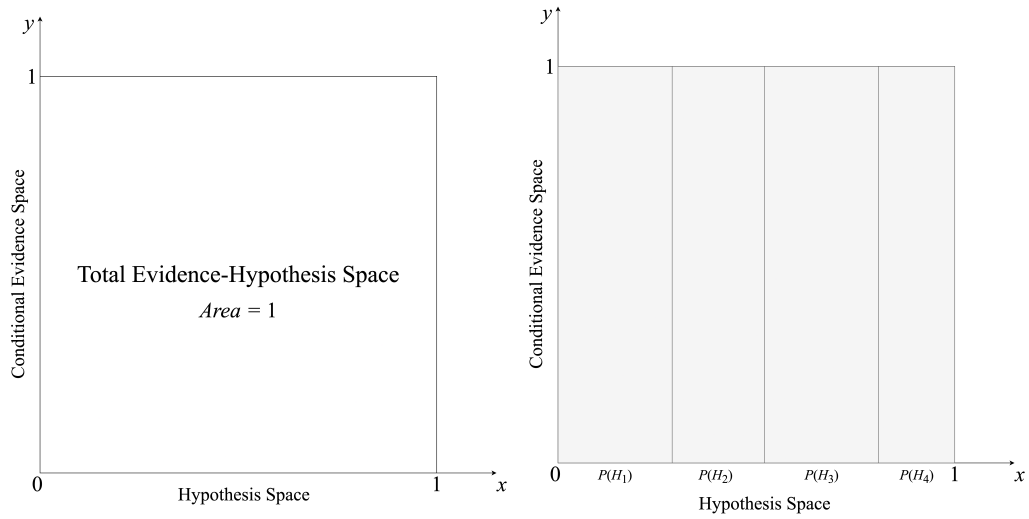 y
1
Conditional Evidence Space
Total Evidence-Hypothesis Space
Area = 1
0
1
x
Hypothesis Space
y
1
Conditional Evidence Space
0
P(H₁)
P(H₂)
P(H₃)
P(H₄)
1
x
Hypothesis Space